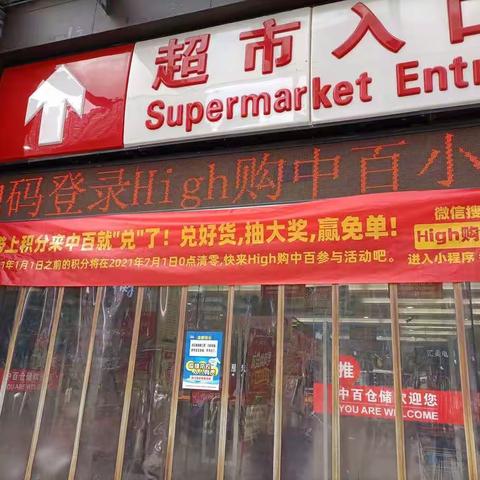 超市入口
Supermarket Entr
码登录High购中百小
带上积分来中百就"兑"了！兑好货，抽大奖，赢免单！
1年1月1日之前的积分将在2021年7月1日0点清零，快来High购中百参与活动吧。
微信搜
High购
进入小程序
推
中百仓储欢迎您
YOU ARE WELCOME